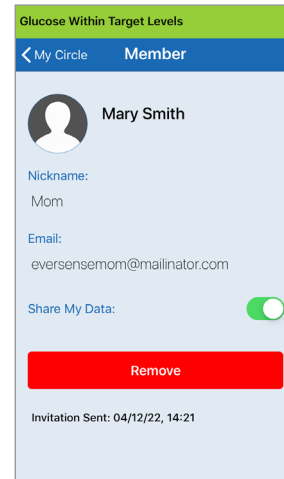 Glucose Within Target Levels
My Circle Member
Mary Smith
Nickname:
Mom
Email:
eversensemom@mailinator.com
Share My Data:
Remove
Invitation Sent: 04/12/22, 14:21